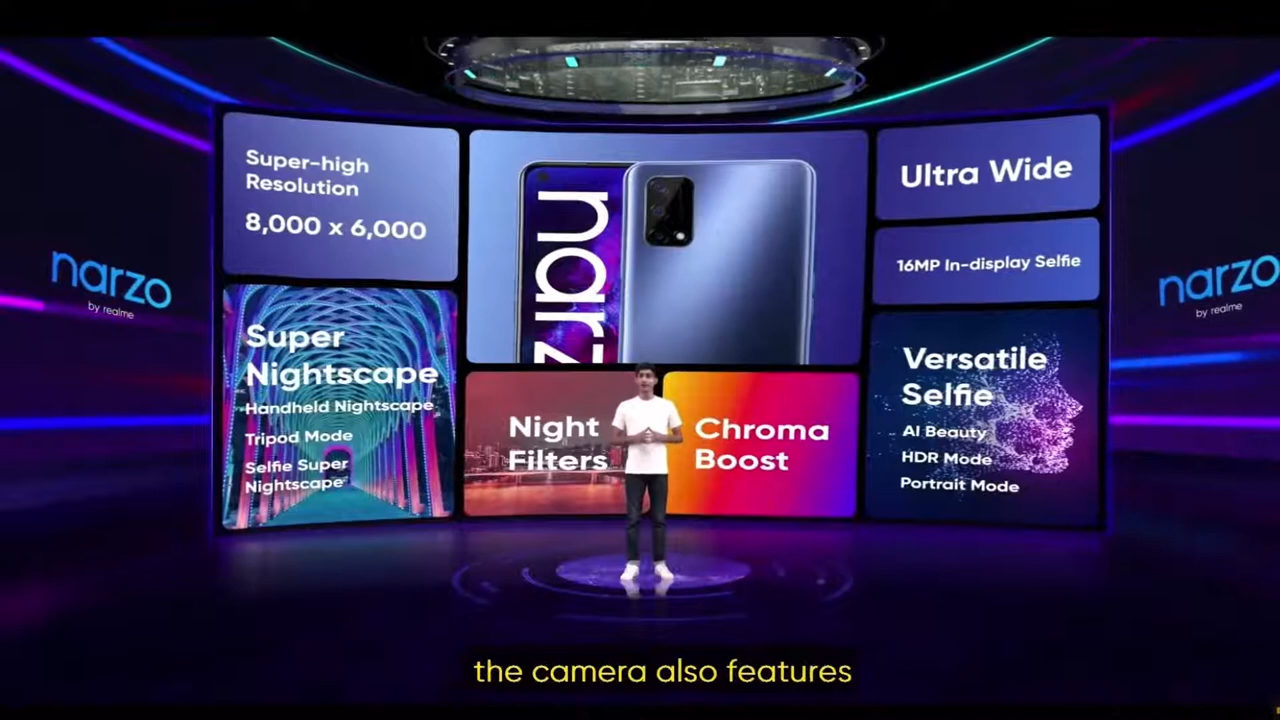 Super-high
Resolution
8,000 x 6,000
Super
Nightscape
Handheld Nightscape
Tripod Mode
Selfie Super
Nightscape
narz
Night
Filters
Chroma
Boost
Ultra Wide
16MP In-display Selfie
Versatile
Selfie
AI Beauty
HDR Mode
Portrait Mode
narzo
by realme
narzo
by realme
the camera also features